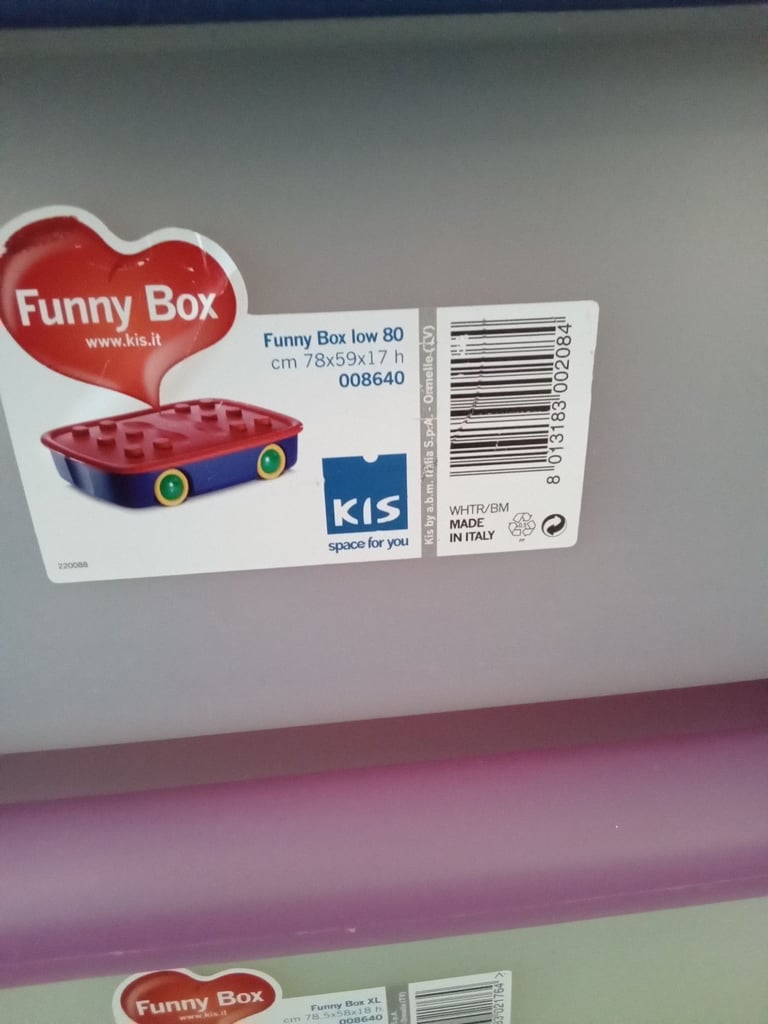 Funny Box
www.kis.it
Funny Box low 80
cm 78x59x17 h
008640
KIS
space for you
220088
Kis by a.b.m. Italia S.p.A. - Ormelle (TV)
8 013183 002084
WHTR/BM
MADE
IN ITALY
PP
Funny Box
www.kis.it
Funny Box XL
cm 78.5x58x18 h
008640